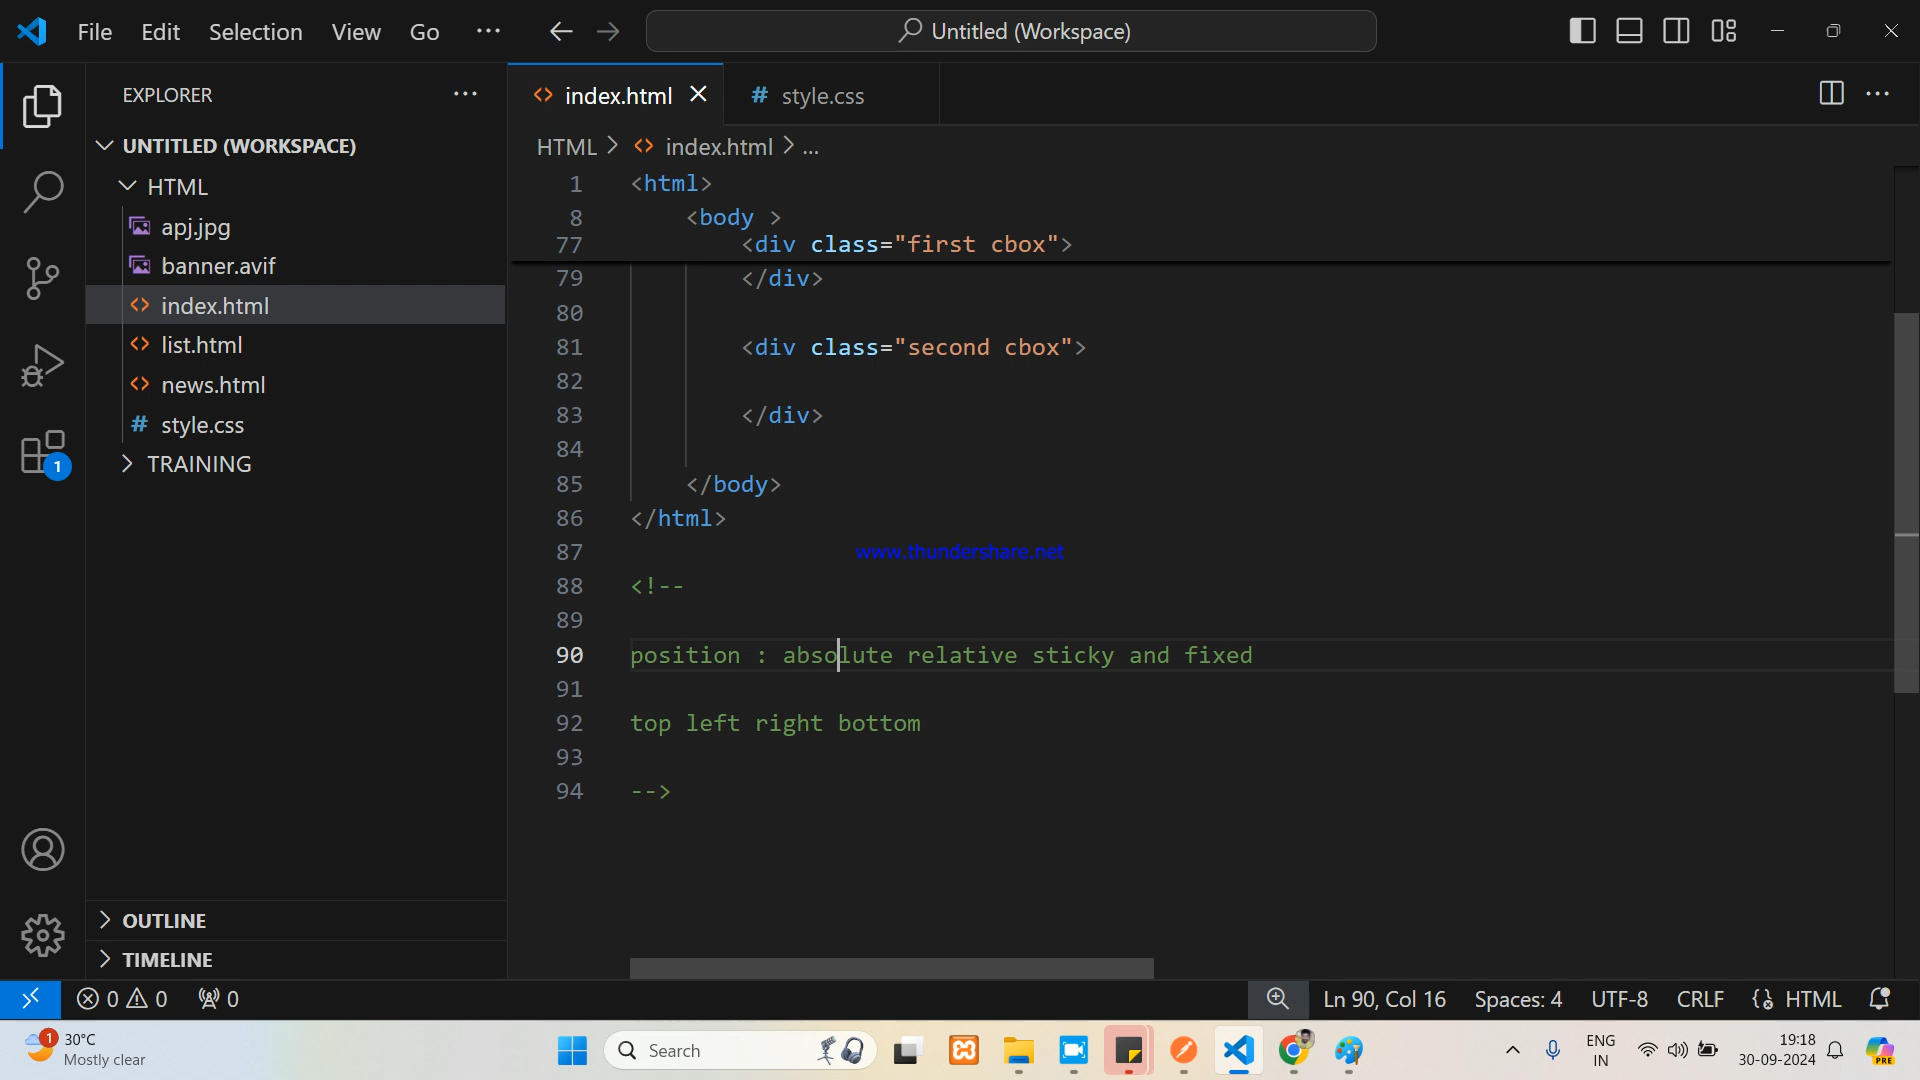 File Edit Selection View Go ...
Untitled (Workspace)
EXPLORER ...
UNTITLED (WORKSPACE)
HTML
apj.jpg
banner.avif
index.html
list.html
news.html
style.css
TRAINING
OUTLINE
TIMELINE
1
index.html
# style.css
HTML > index.html > ...
1 <html>
8 <body >
77 <div class="first cbox">
79 </div>
80
81 <div class="second cbox">
82
83 </div>
84
85 </body>
86 </html>
87
www.thundershare.net
88 <!--
89
90 position : absolute relative sticky and fixed
91
92 top left right bottom
93
94 -->
0 0 0
Ln 90, Col 16 Spaces: 4 UTF-8 CRLF {} HTML
1 30°C
Mostly clear
Search
ENG
IN
19:18
30-09-2024
PRE